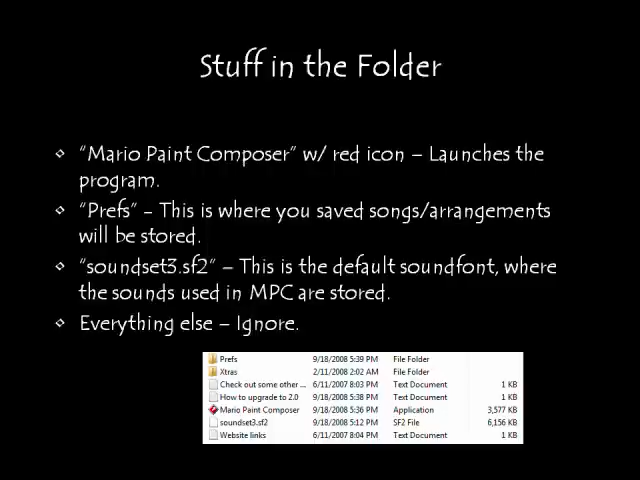 Stuff in the Folder
• "Mario Paint Composer" w/ red icon – Launches the
program.
• "Prefs" - This is where you saved songs/arrangements
will be stored.
• "soundset3.sf2" – This is the default soundfont, where
the sounds used in MPC are stored.
• Everything else – Ignore.
Prefs 9/18/2008 5:39 PM File Folder
Xtras 2/11/2008 2:02 AM File Folder
Check out some other ... 6/11/2007 8:03 PM Text Document 1 KB
How to upgrade to 2.0 9/18/2008 5:38 PM Text Document 1 KB
Mario Paint Composer 9/18/2008 5:36 PM Application 3,577 KB
soundset3.sf2 9/18/2008 5:12 PM SF2 File 6,156 KB
Website links 6/11/2007 8:04 PM Text Document 1 KB